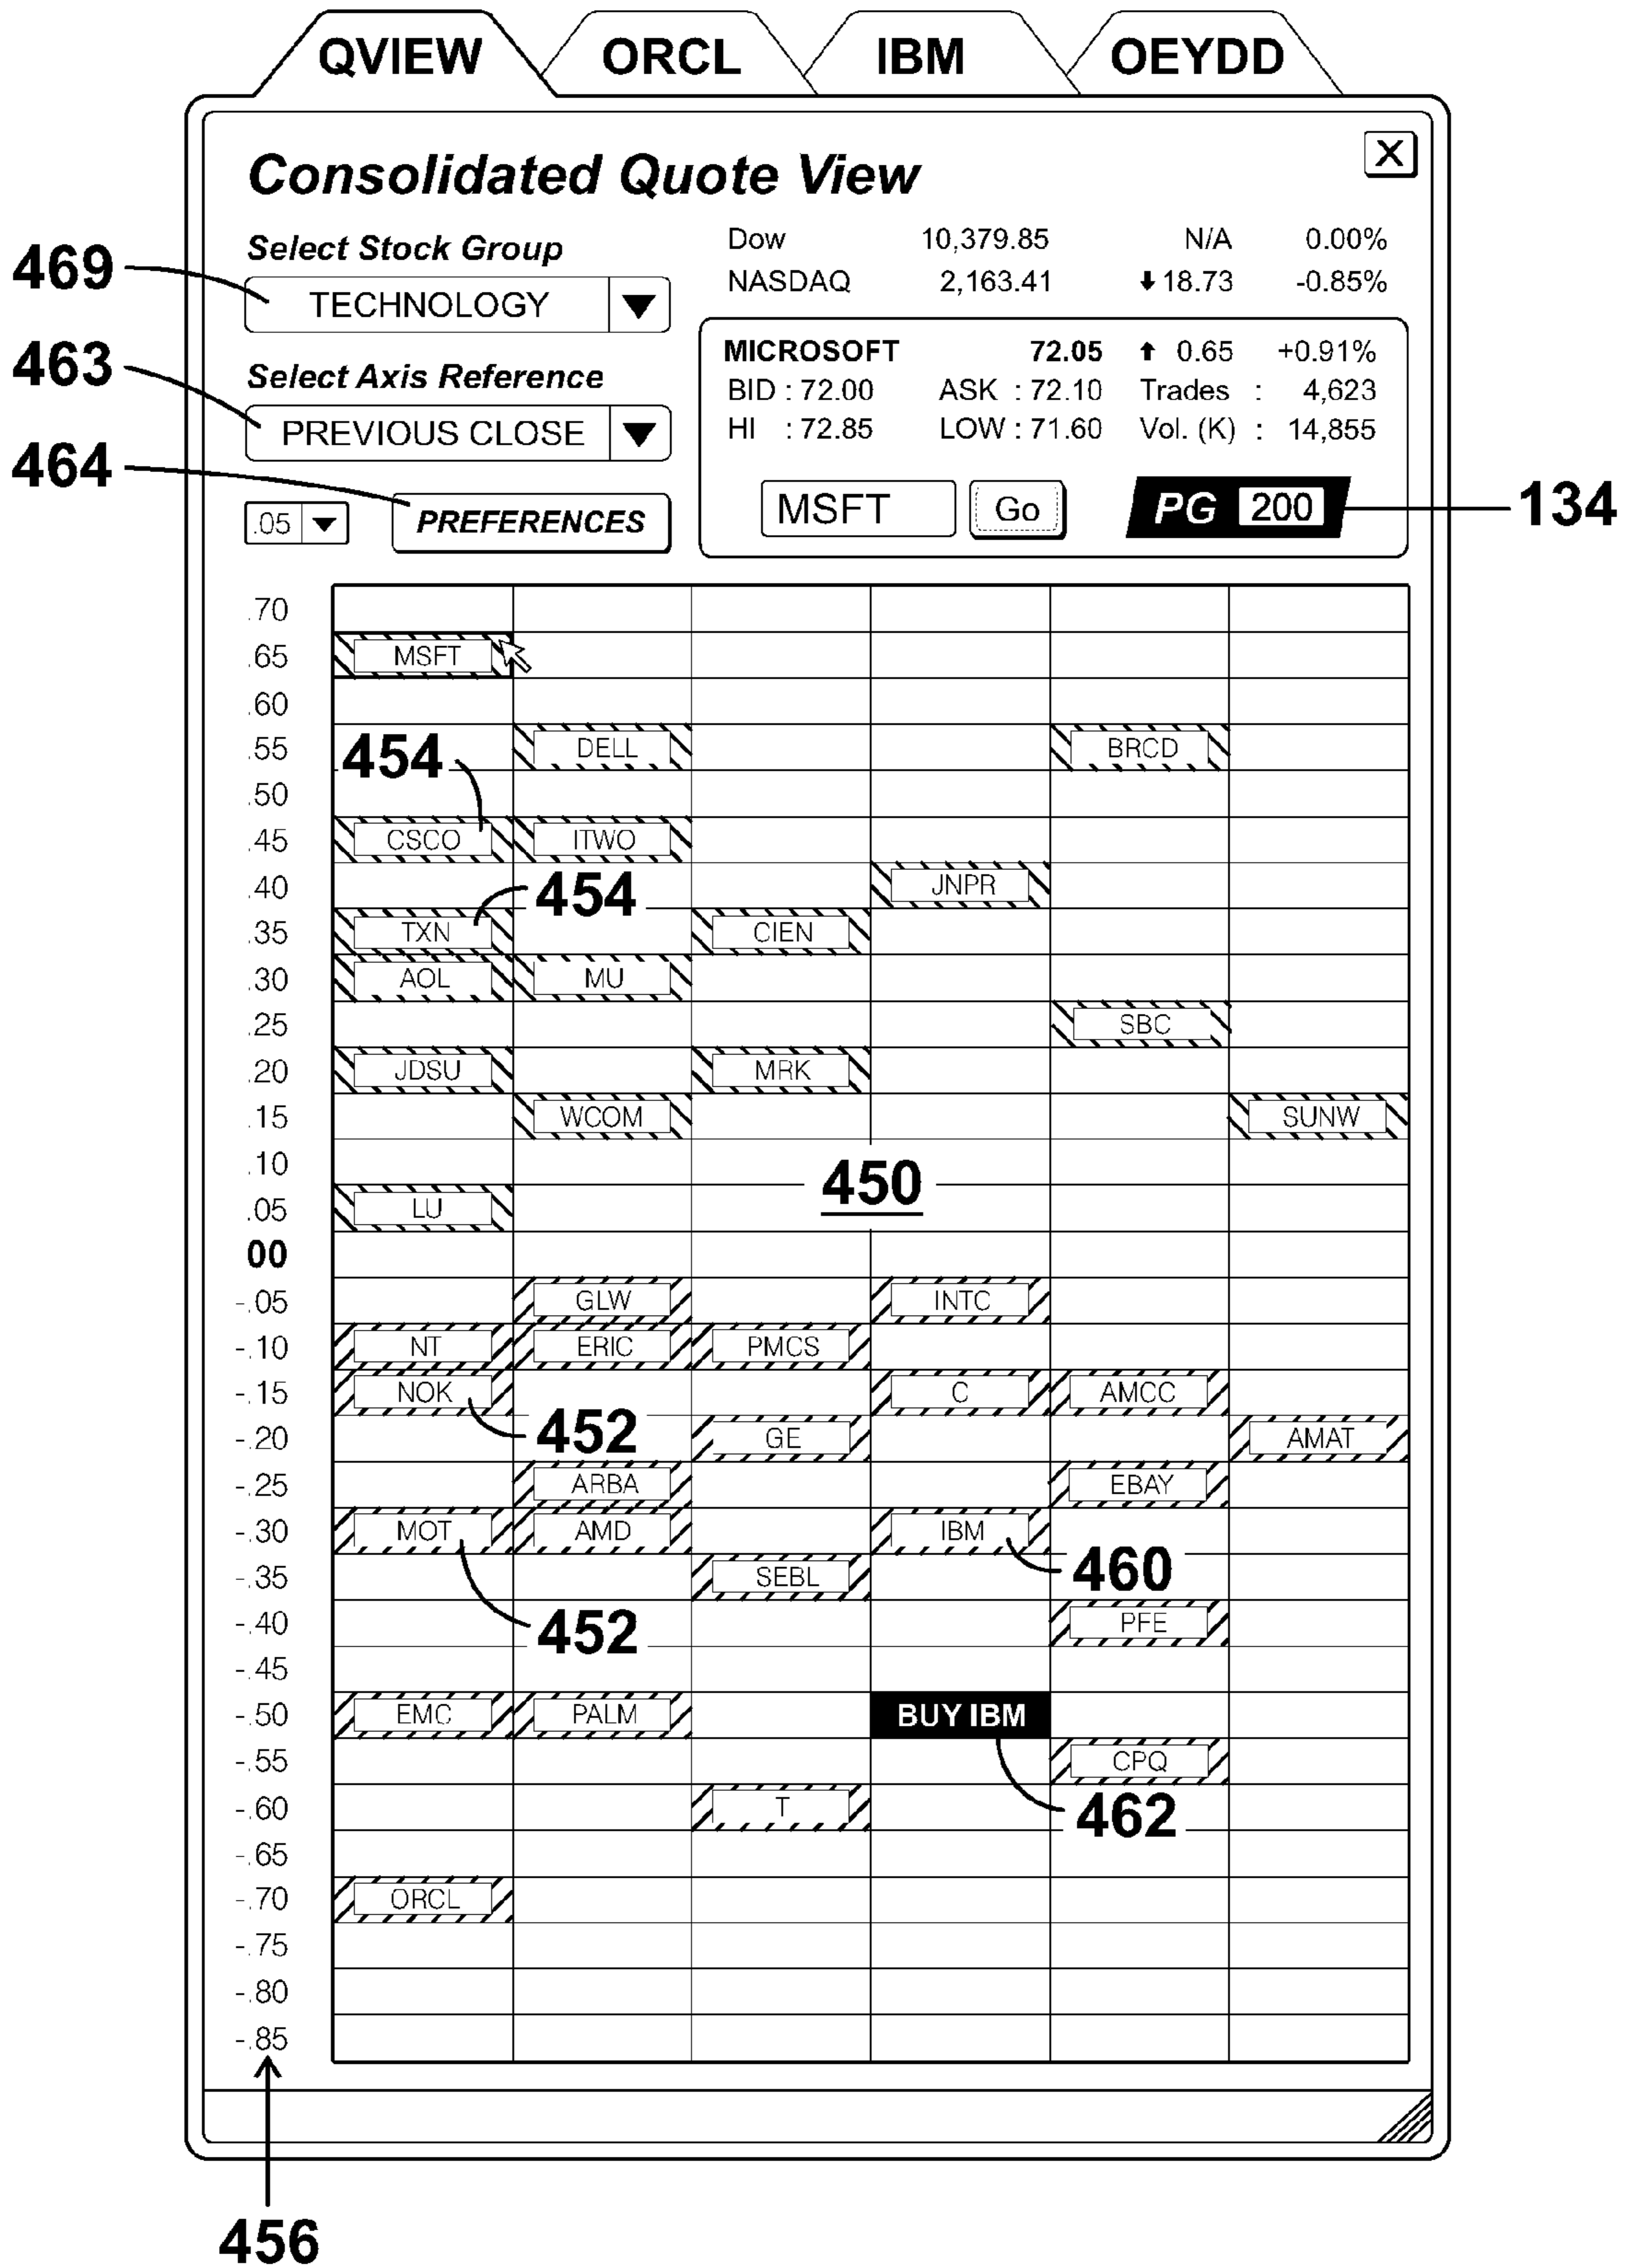 QVIEW ORCL IBM OEYDD
Consolidated Quote View X
Select Stock Group
469
TECHNOLOGY
Dow 10,379.85 N/A 0.00%
NASDAQ 2,163.41 18.73 -0.85%
463
Select Axis Reference
PREVIOUS CLOSE
464
.05 PREFERENCES
MICROSOFT 72.05 0.65 +0.91%
BID : 72.00 ASK : 72.10 Trades : 4,623
HI : 72.85 LOW : 71.60 Vol. (K) : 14,855
MSFT Go PG 200 134
.70
.65 MSFT
.60
.55 454 DELL BRCD
.50
.45 CSCO ITWO
.40 454 JNPR
.35 TXN CIEN
.30 AOL MU
.25 SBC
.20 JDSU MRK
.15 WCOM SUNW
.10 450
.05 LU
00
-.05 GLW INTC
-.10 NT ERIC PMCS
-.15 NOK C AMCC
-.20 452 GE AMAT
-.25 ARBA EBAY
-.30 MOT AMD IBM
-.35 SEBL 460
-.40 452 PFE
-.45
-.50 EMC PALM BUY IBM
-.55 CPQ
-.60 T 462
-.65
-.70 ORCL
-.75
-.80
-.85
456